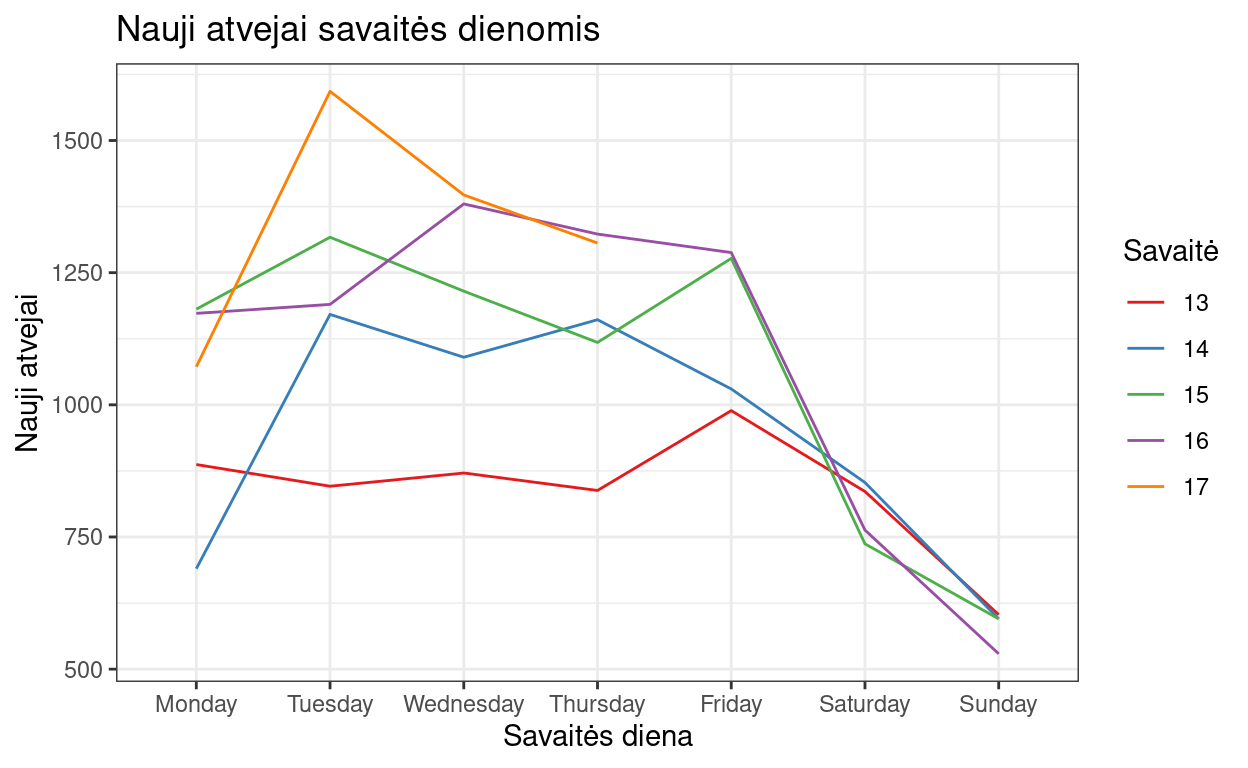 Nauji atvejai savaitės dienomis
Nauji atvejai
1500
1250
1000
750
500
Monday Tuesday Wednesday Thursday Friday Saturday Sunday
Savaitės diena
Savaitė
13
14
15
16
17